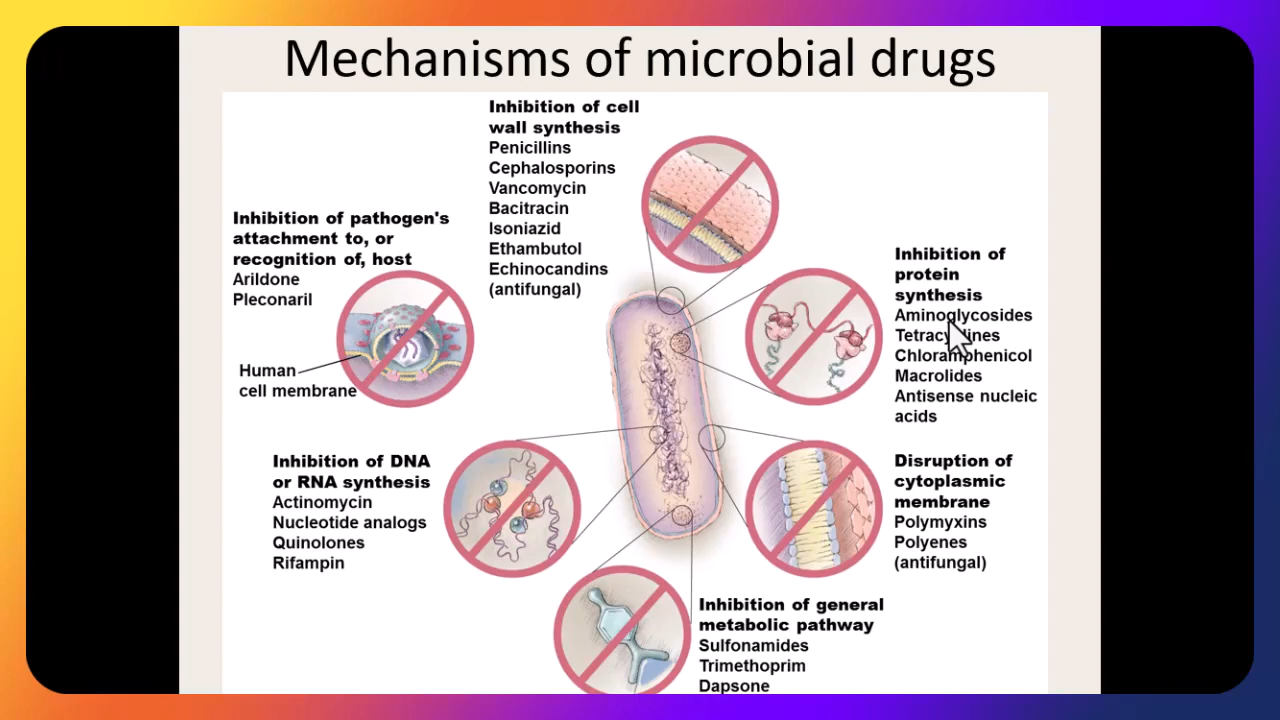 Mechanisms of microbial drugs
Inhibition of cell
wall synthesis
Penicillins
Cephalosporins
Vancomycin
Bacitracin
Isoniazid
Ethambutol
Echinocandins
(antifungal)
Inhibition of pathogen's
attachment to, or
recognition of, host
Arildone
Pleconaril
Human
cell membrane
Inhibition of
protein
synthesis
Aminoglycosides
Tetracyclines
Chloramphenicol
Macrolides
Antisense nucleic
acids
Inhibition of DNA
or RNA synthesis
Actinomycin
Nucleotide analogs
Quinolones
Rifampin
Disruption of
cytoplasmic
membrane
Polymyxins
Polyenes
(antifungal)
Inhibition of general
metabolic pathway
Sulfonamides
Trimethoprim
Dapsone